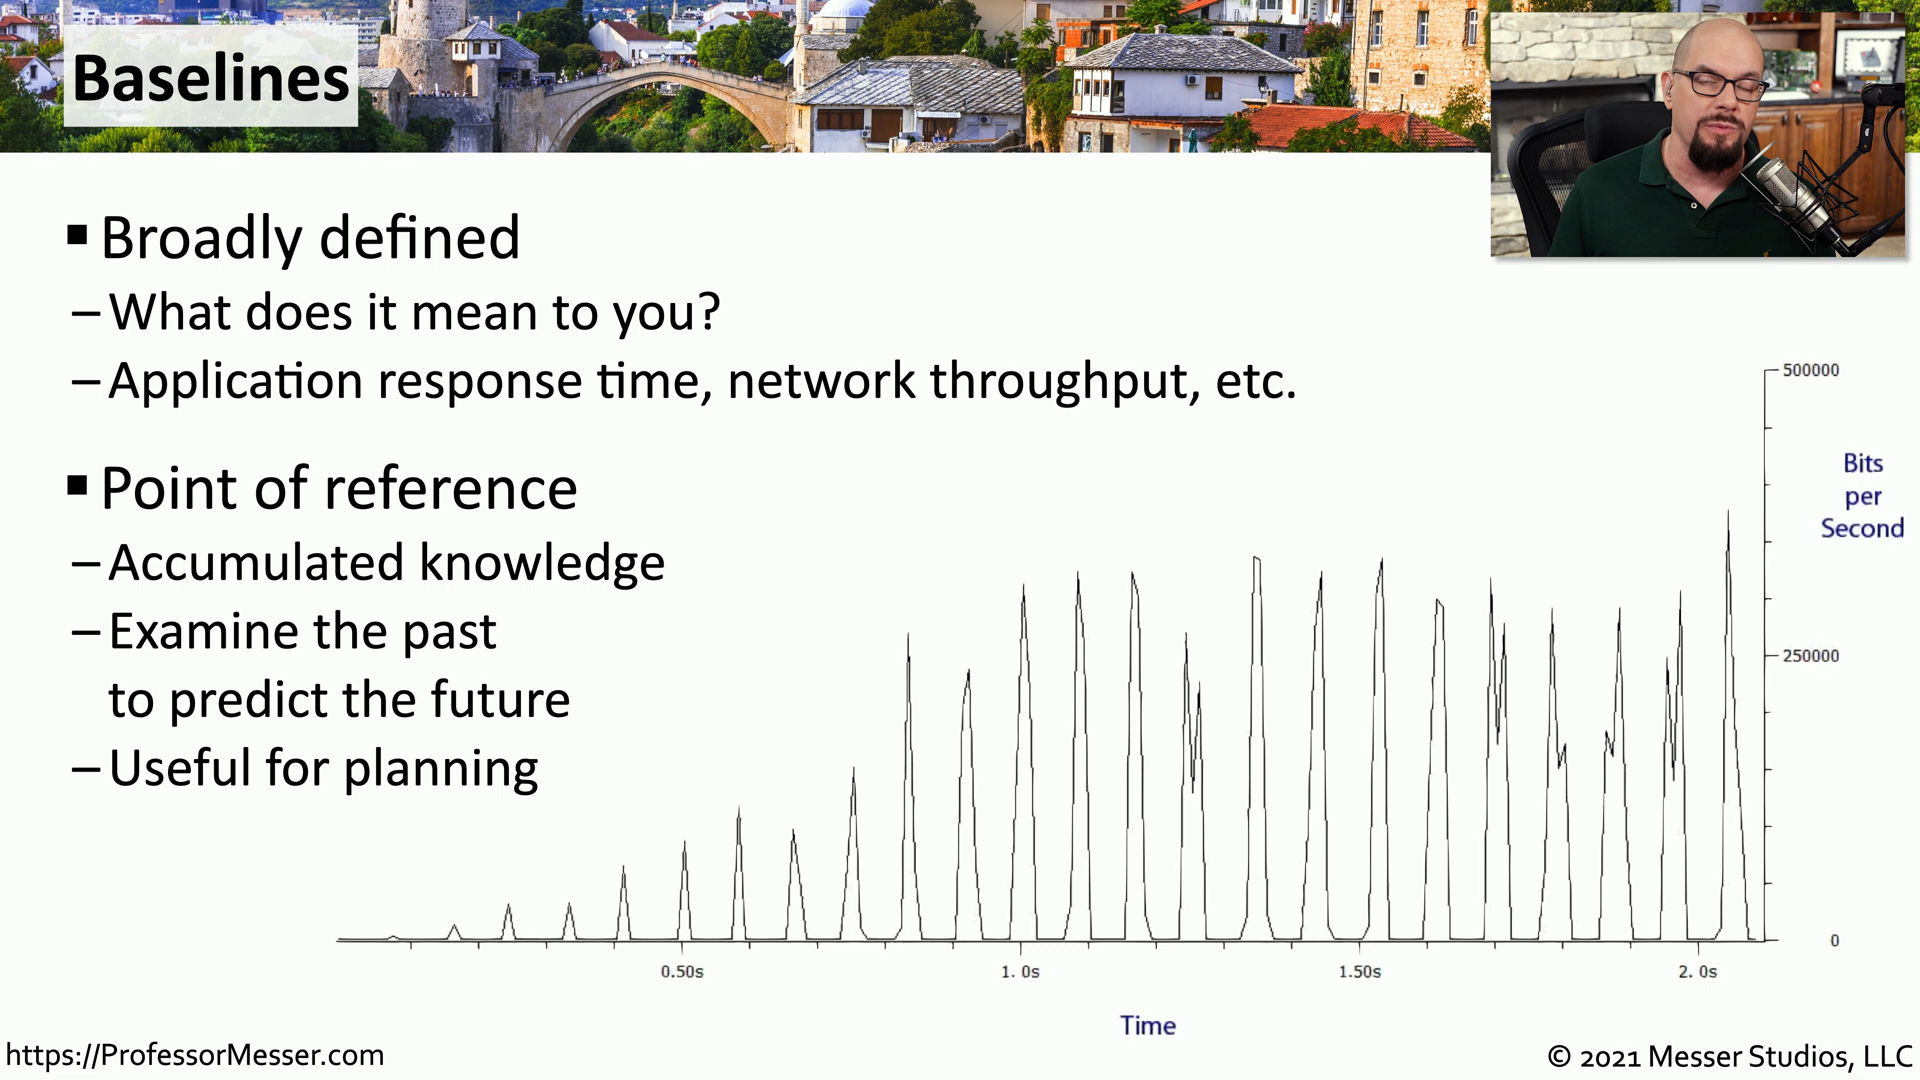 Baselines
▪ Broadly defined
– What does it mean to you?
– Application response time, network throughput, etc.
▪ Point of reference
– Accumulated knowledge
– Examine the past
to predict the future
– Useful for planning
500000
Bits
per
Second
250000
0
0.50s 1. 0s 1.50s 2. 0s
Time
https://ProfessorMesser.com
© 2021 Messer Studios, LLC